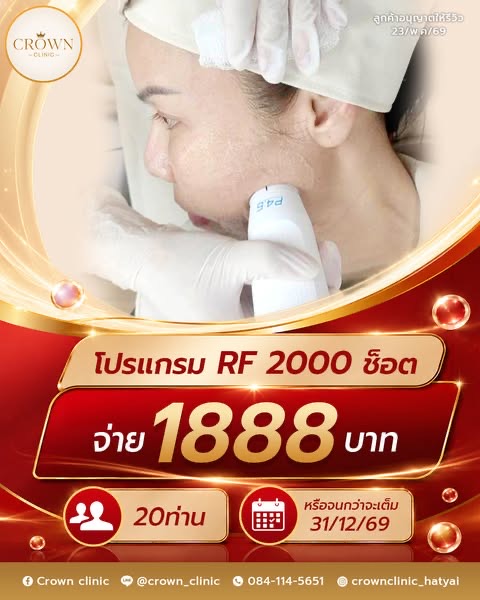 CROWN
CLINIC
ลูกค้าอนุญาตให้รีวิว
23/พ.ค/69
P4.5
โปรแกรม RF 2000 ช็อต
จ่าย 1888 บาท
20ท่าน
หรือจนกว่าจะเต็ม
31/12/69
Crown clinic
@crown_clinic
084-114-5651
crownclinic_hatyai